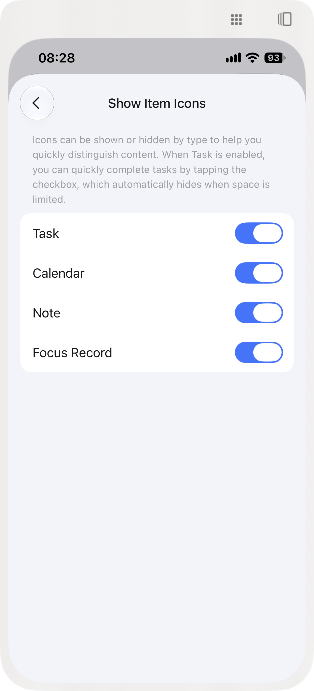 08:28
93
Show Item Icons
Icons can be shown or hidden by type to help you
quickly distinguish content. When Task is enabled,
you can quickly complete tasks by tapping the
checkbox, which automatically hides when space is
limited.
Task
Calendar
Note
Focus Record